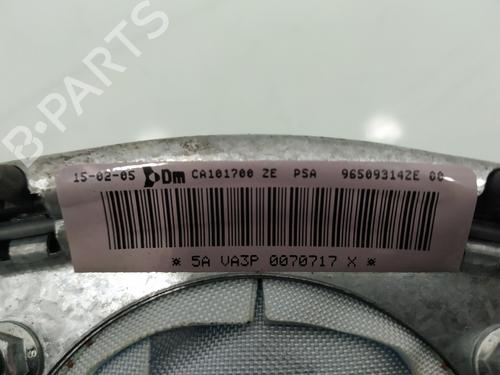 15-02-05 Dm CA101700 ZE PSA 965093142E 00
* 5A VA3P 0070717 X *
B-PARTS